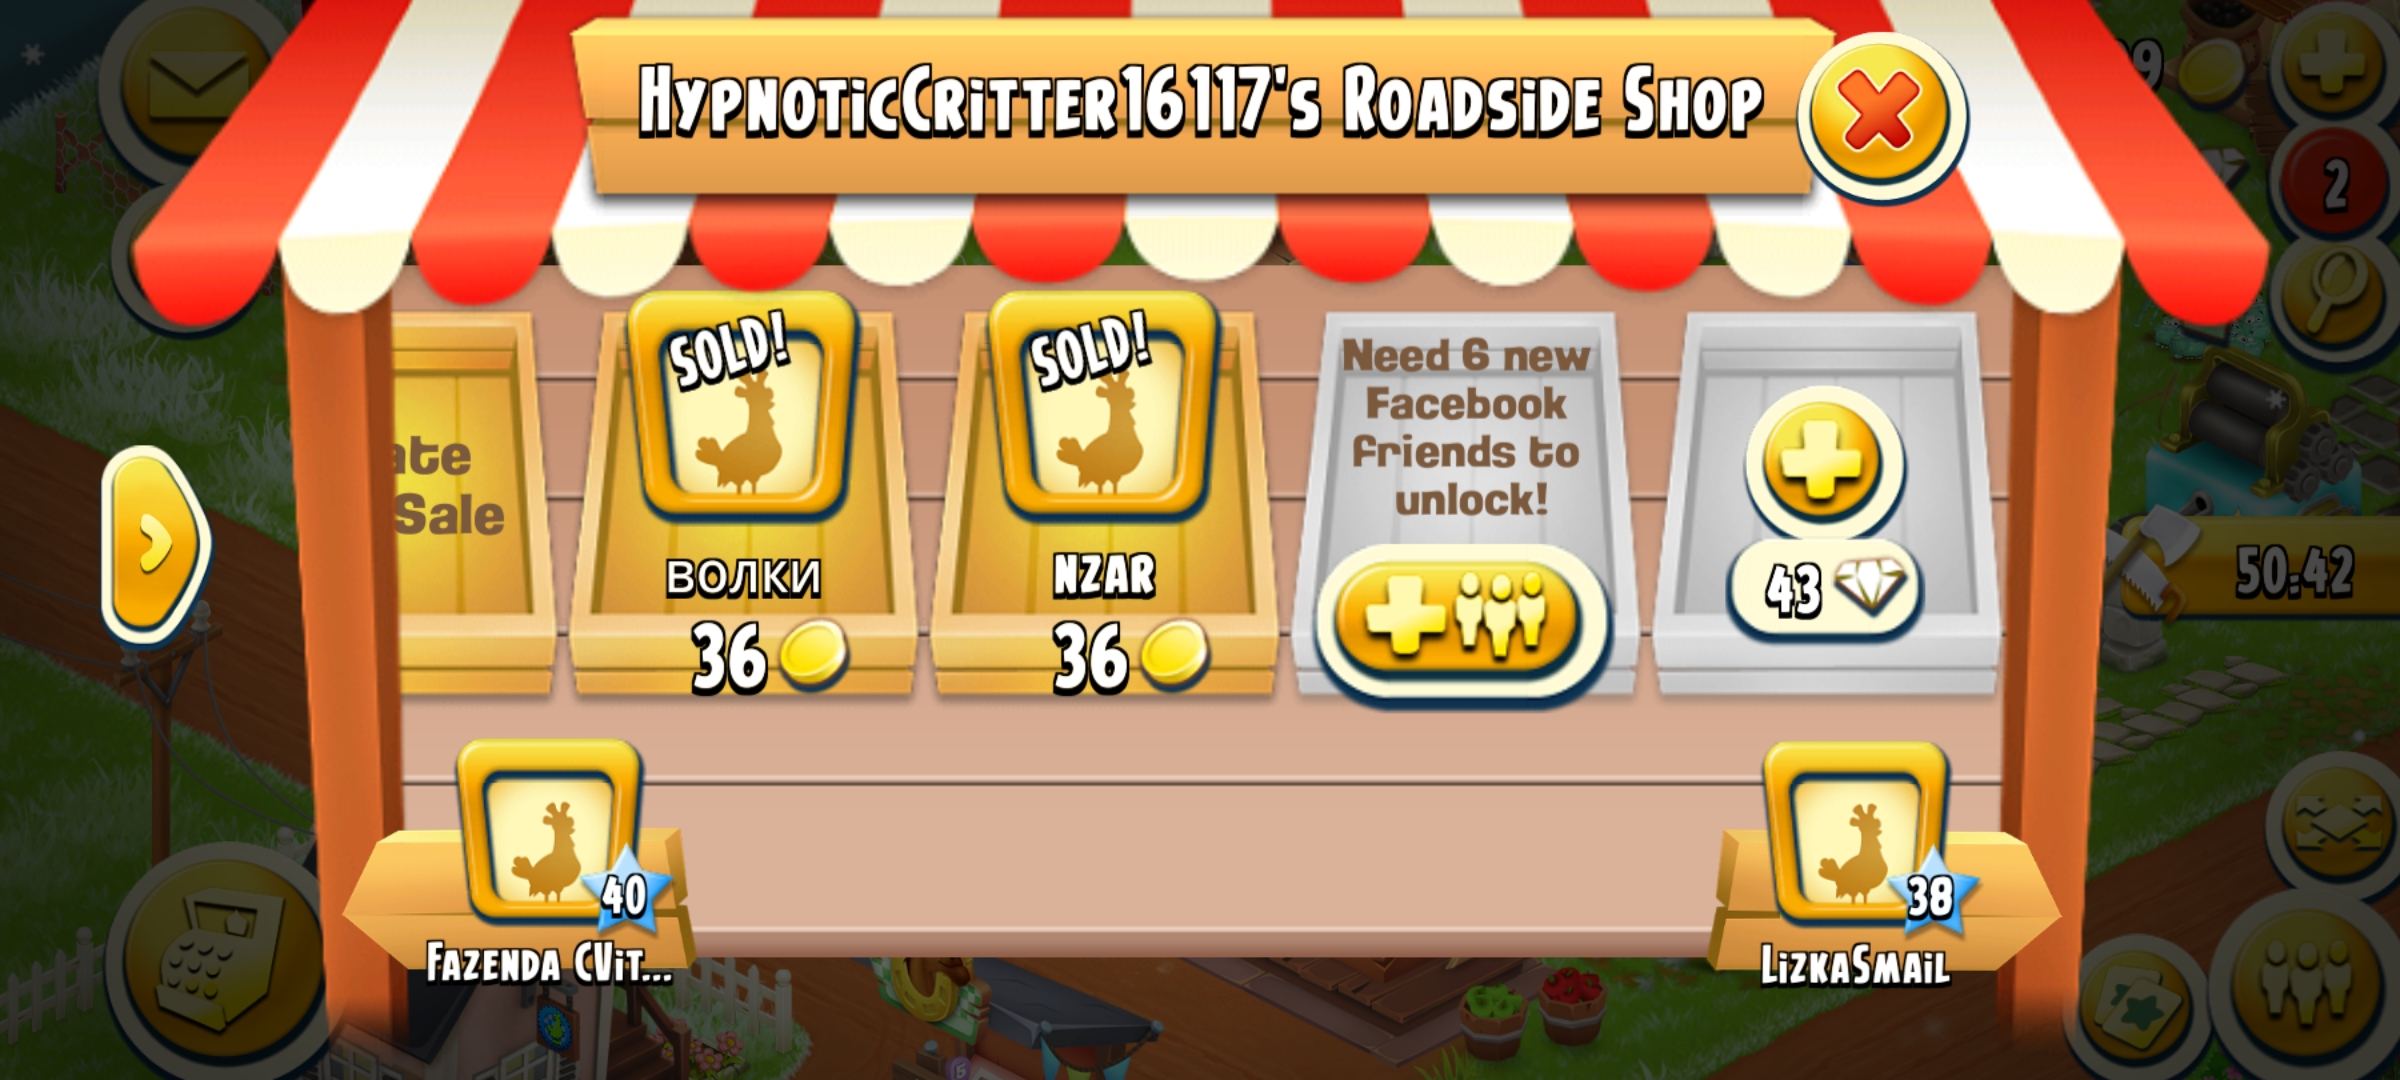 HypnoticCritter16117's Roadside Shop
9
2
SOLD!
SOLD!
Need 6 new
Facebook
friends to
unlock!
ate
Sale
волки
NZAR
43
36
36
50:42
40
38
Fazenda CVit...
LizkaSmail